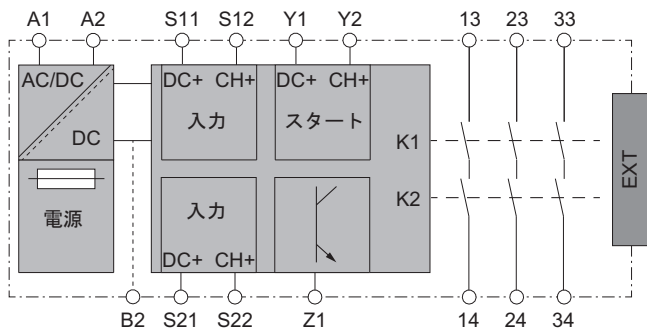 A1 A2 S11 S12 Y1 Y2 13 23 33
AC/DC DC+ CH+ DC+ CH+
入力 スタート
DC K1
EXT
入力 K2
電源
DC+ CH+
B2 S21 S22 Z1 14 24 34